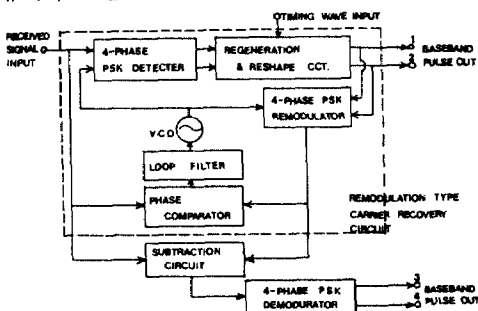 TIMING WAVE INPUT
RECEIVED
SIGNAL
INPUT
4-PHASE
PSK DETECTER
REGENERATION
& RESHAPE CCT.
1
2
BASEBAND
PULSE OUT
4-PHASE PSK
REMODULATOR
VCO
LOOP FILTER
PHASE
COMPARATOR
REMODULATION TYPE
CARRIER RECOVERY
CIRCUIT
SUBTRACTION
CIRCUIT
4-PHASE PSK
DEMODURATOR
3
4
BASEBAND
PULSE OUT